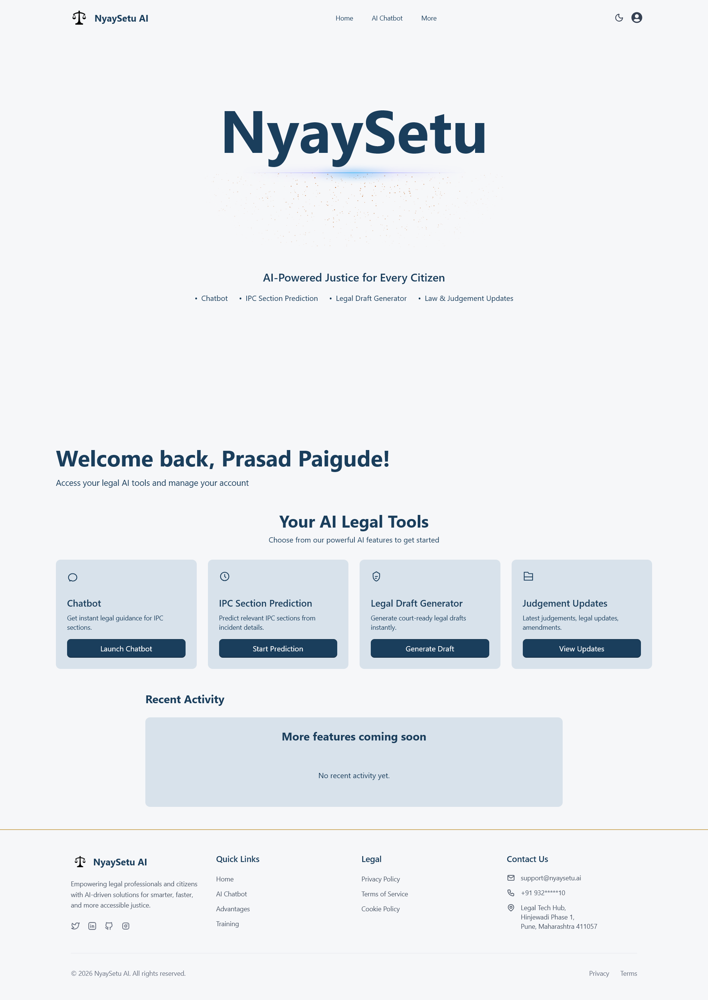 NyaySetu AI
Home
AI Chatbot
More
NyaySetu
AI-Powered Justice for Every Citizen
• Chatbot • IPC Section Prediction • Legal Draft Generator • Law & Judgement Updates
Welcome back, Prasad Paigude!
Access your legal AI tools and manage your account
Your AI Legal Tools
Choose from our powerful AI features to get started
Chatbot
Get instant legal guidance for IPC
sections.
Launch Chatbot
IPC Section Prediction
Predict relevant IPC sections from
incident details.
Start Prediction
Legal Draft Generator
Generate court-ready legal drafts
instantly.
Generate Draft
Judgement Updates
Latest judgements, legal updates,
amendments.
View Updates
Recent Activity
More features coming soon
No recent activity yet.
NyaySetu AI
Empowering legal professionals and citizens
with AI-driven solutions for smarter, faster,
and more accessible justice.
Quick Links
Home
AI Chatbot
Advantages
Training
Legal
Privacy Policy
Terms of Service
Cookie Policy
Contact Us
support@nyaysetu.ai
+91 932*****10
Legal Tech Hub,
Hinjewadi Phase 1,
Pune, Maharashtra 411057
© 2026 NyaySetu AI. All rights reserved.
Privacy
Terms